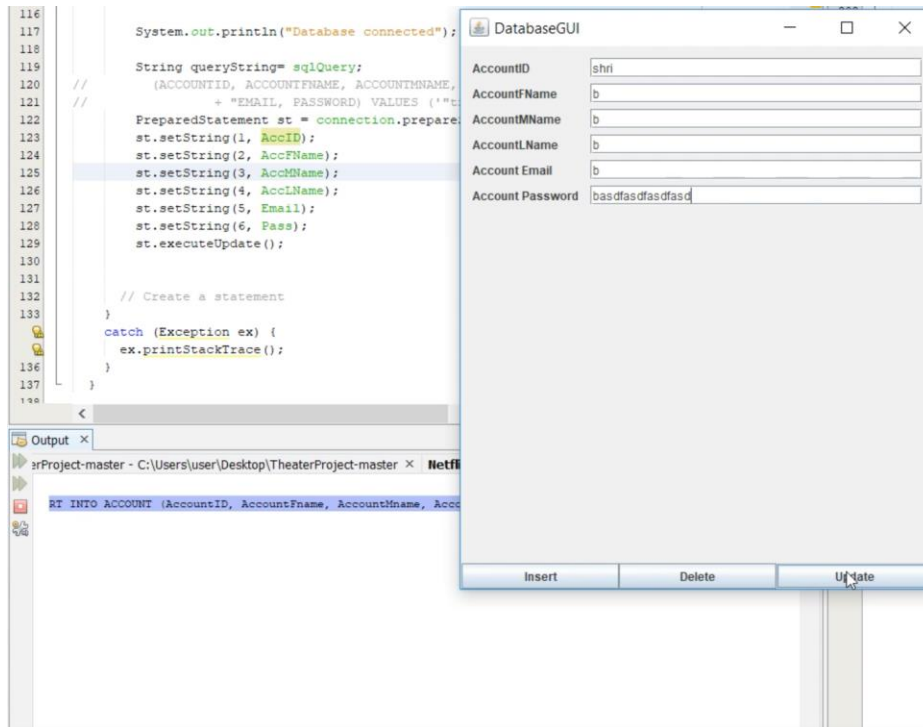 116
117 System.out.println("Database connected");
118
119 String queryString= sqlQuery;
120 // (ACCOUNTID, ACCOUNTFNAME, ACCOUNTMNAME,
121 // + "EMAIL, PASSWORD) VALUES ('"t
122 PreparedStatement st = connection.prepare
123 st.setString(1, AccID);
124 st.setString(2, AccFName);
125 st.setString(3, AccMName);
126 st.setString(4, AccLName);
127 st.setString(5, Email);
128 st.setString(6, Pass);
129 st.executeUpdate();
130
131
132 // Create a statement
133 }
catch (Exception ex) {
ex.printStackTrace();
136 }
137 }
138
DatabaseGUI
AccountID shri
AccountFName b
AccountMName b
AccountLName b
Account Email b
Account Password basdfasdfasdfasd
Insert Delete Update
Output
erProject-master - C:\Users\user\Desktop\TheaterProject-master × Netfli
RT INTO ACCOUNT (AccountID, AccountFname, AccountMname, Acco